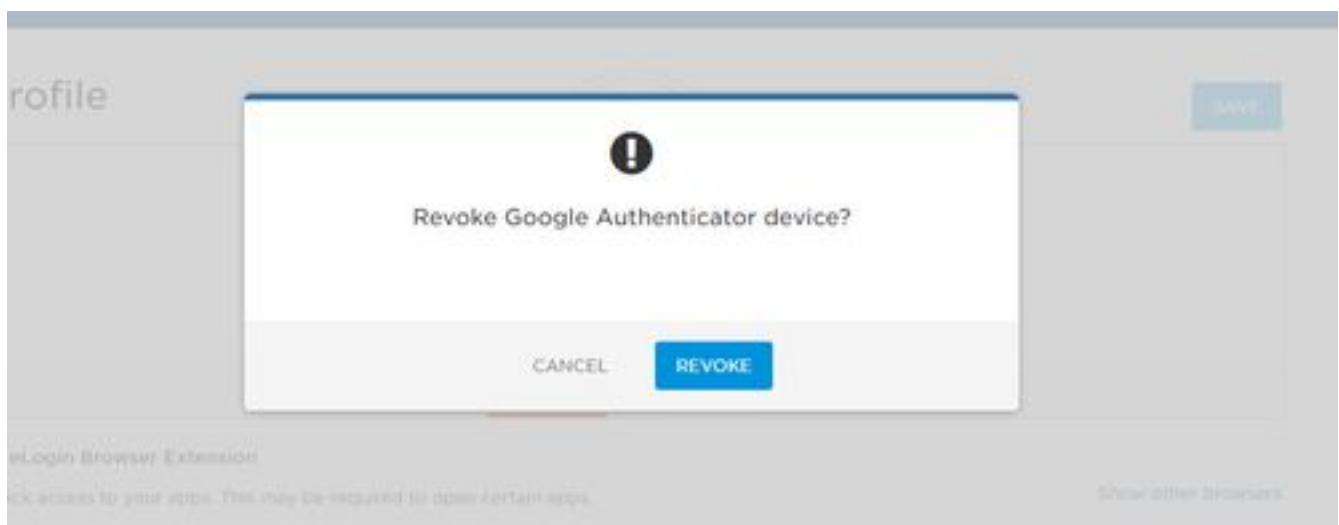 rofile
SAVE
Revoke Google Authenticator device?
CANCEL
REVOKE
eLogin Browser Extension
ck access to your apps. This may be required to open certain apps.
Show other browsers